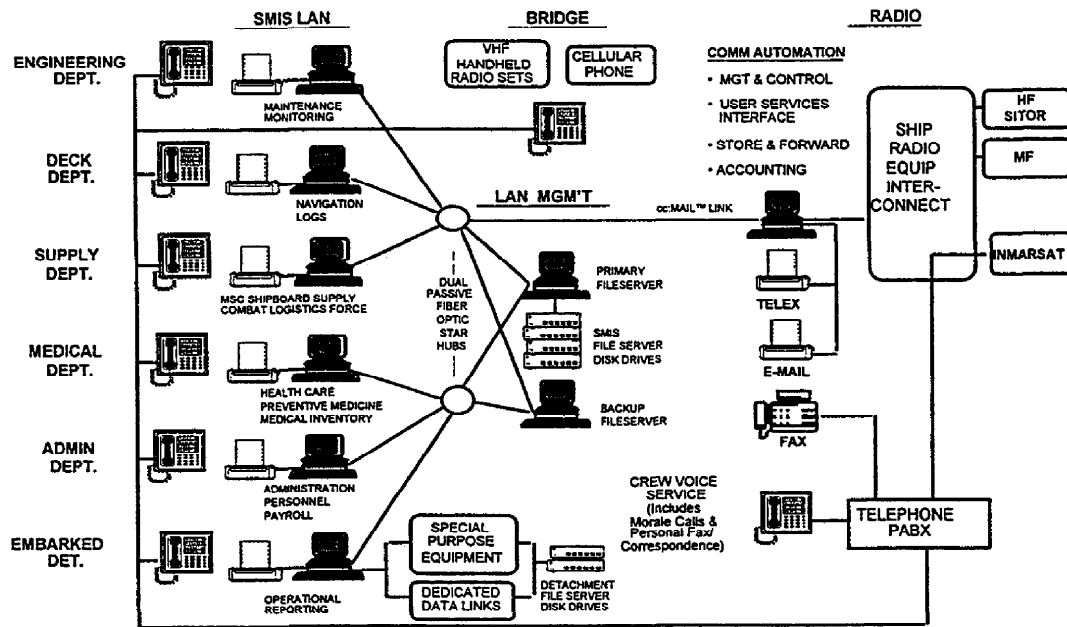 SMIS LAN
BRIDGE
RADIO
ENGINEERING
DEPT.
MAINTENANCE
MONITORING
VHF
HANDHELD
RADIO SETS
CELLULAR
PHONE
COMM AUTOMATION
• MGT & CONTROL
• USER SERVICES
INTERFACE
• STORE & FORWARD
• ACCOUNTING
SHIP
RADIO
EQUIP
INTER-
CONNECT
HF
SITOR
MF
INMARSAT
DECK
DEPT.
NAVIGATION
LOGS
LAN MGM'T
cc:MAIL™ LINK
SUPPLY
DEPT.
MSC SHIPBOARD SUPPLY
COMBAT LOGISTICS FORCE
DUAL
PASSIVE
FIBER
OPTIC
STAR
HUBS
PRIMARY
FILESERVER
SMIS
FILE SERVER
DISK DRIVES
TELEX
E-MAIL
MEDICAL
DEPT.
HEALTH CARE
PREVENTIVE MEDICINE
MEDICAL INVENTORY
BACKUP
FILESERVER
FAX
ADMIN
DEPT.
ADMINISTRATION
PERSONNEL
PAYROLL
CREW VOICE
SERVICE
(Includes
Morale Calls &
Personal Fax/
Correspondence)
TELEPHONE
PABX
EMBARKED
DET.
OPERATIONAL
REPORTING
SPECIAL
PURPOSE
EQUIPMENT
DEDICATED
DATA LINKS
DETACHMENT
FILE SERVER
DISK DRIVES